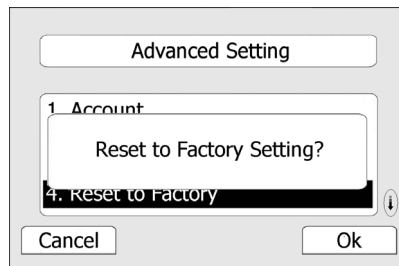 Advanced Setting
1. Account
Reset to Factory Setting?
4. Reset to Factory
Cancel
Ok